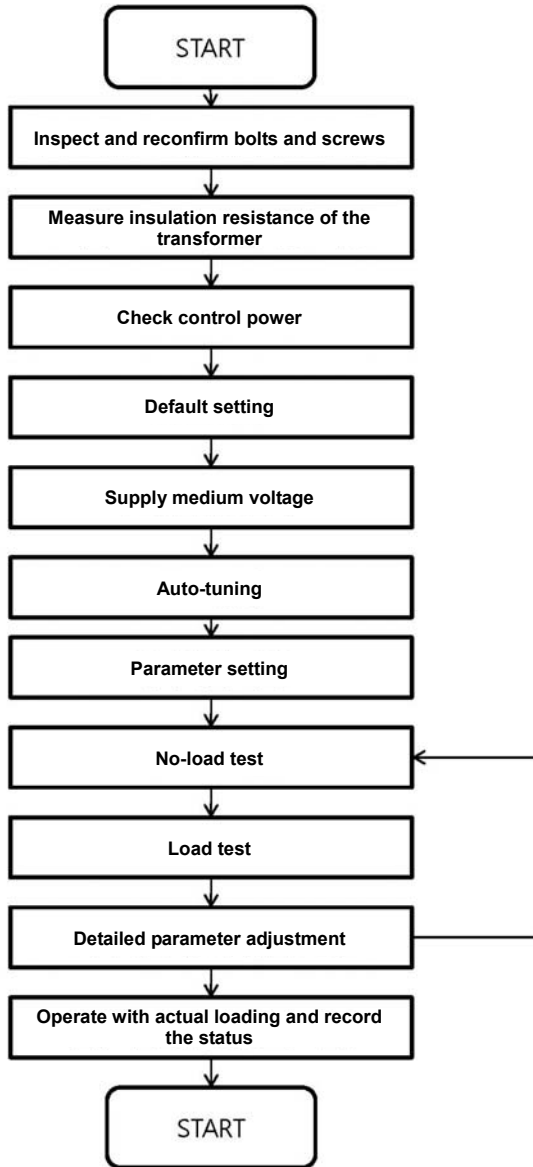 START
Inspect and reconfirm bolts and screws
Measure insulation resistance of the
transformer
Check control power
Default setting
Supply medium voltage
Auto-tuning
Parameter setting
No-load test
Load test
Detailed parameter adjustment
Operate with actual loading and record
the status
START